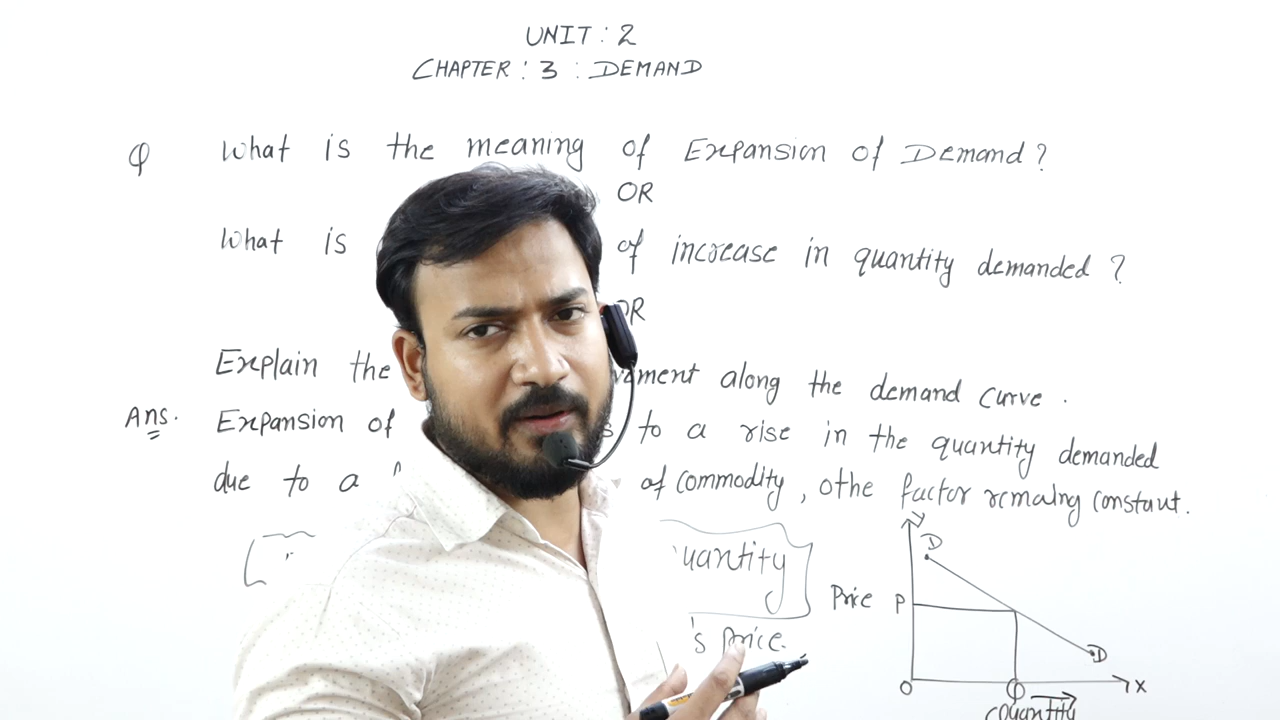 UNIT : 2
CHAPTER : 3 : DEMAND
Q What is the meaning of Expansion of Demand ?
OR
What is of increase in quantity demanded ?
OR
Explain the along the demand curve .
Ans. Expansion of to a rise in the quantity demanded
due to a of commodity , othe factor remaing constant .
uantity
's price.
Y
D
Price P
D
O Q X
Quantity